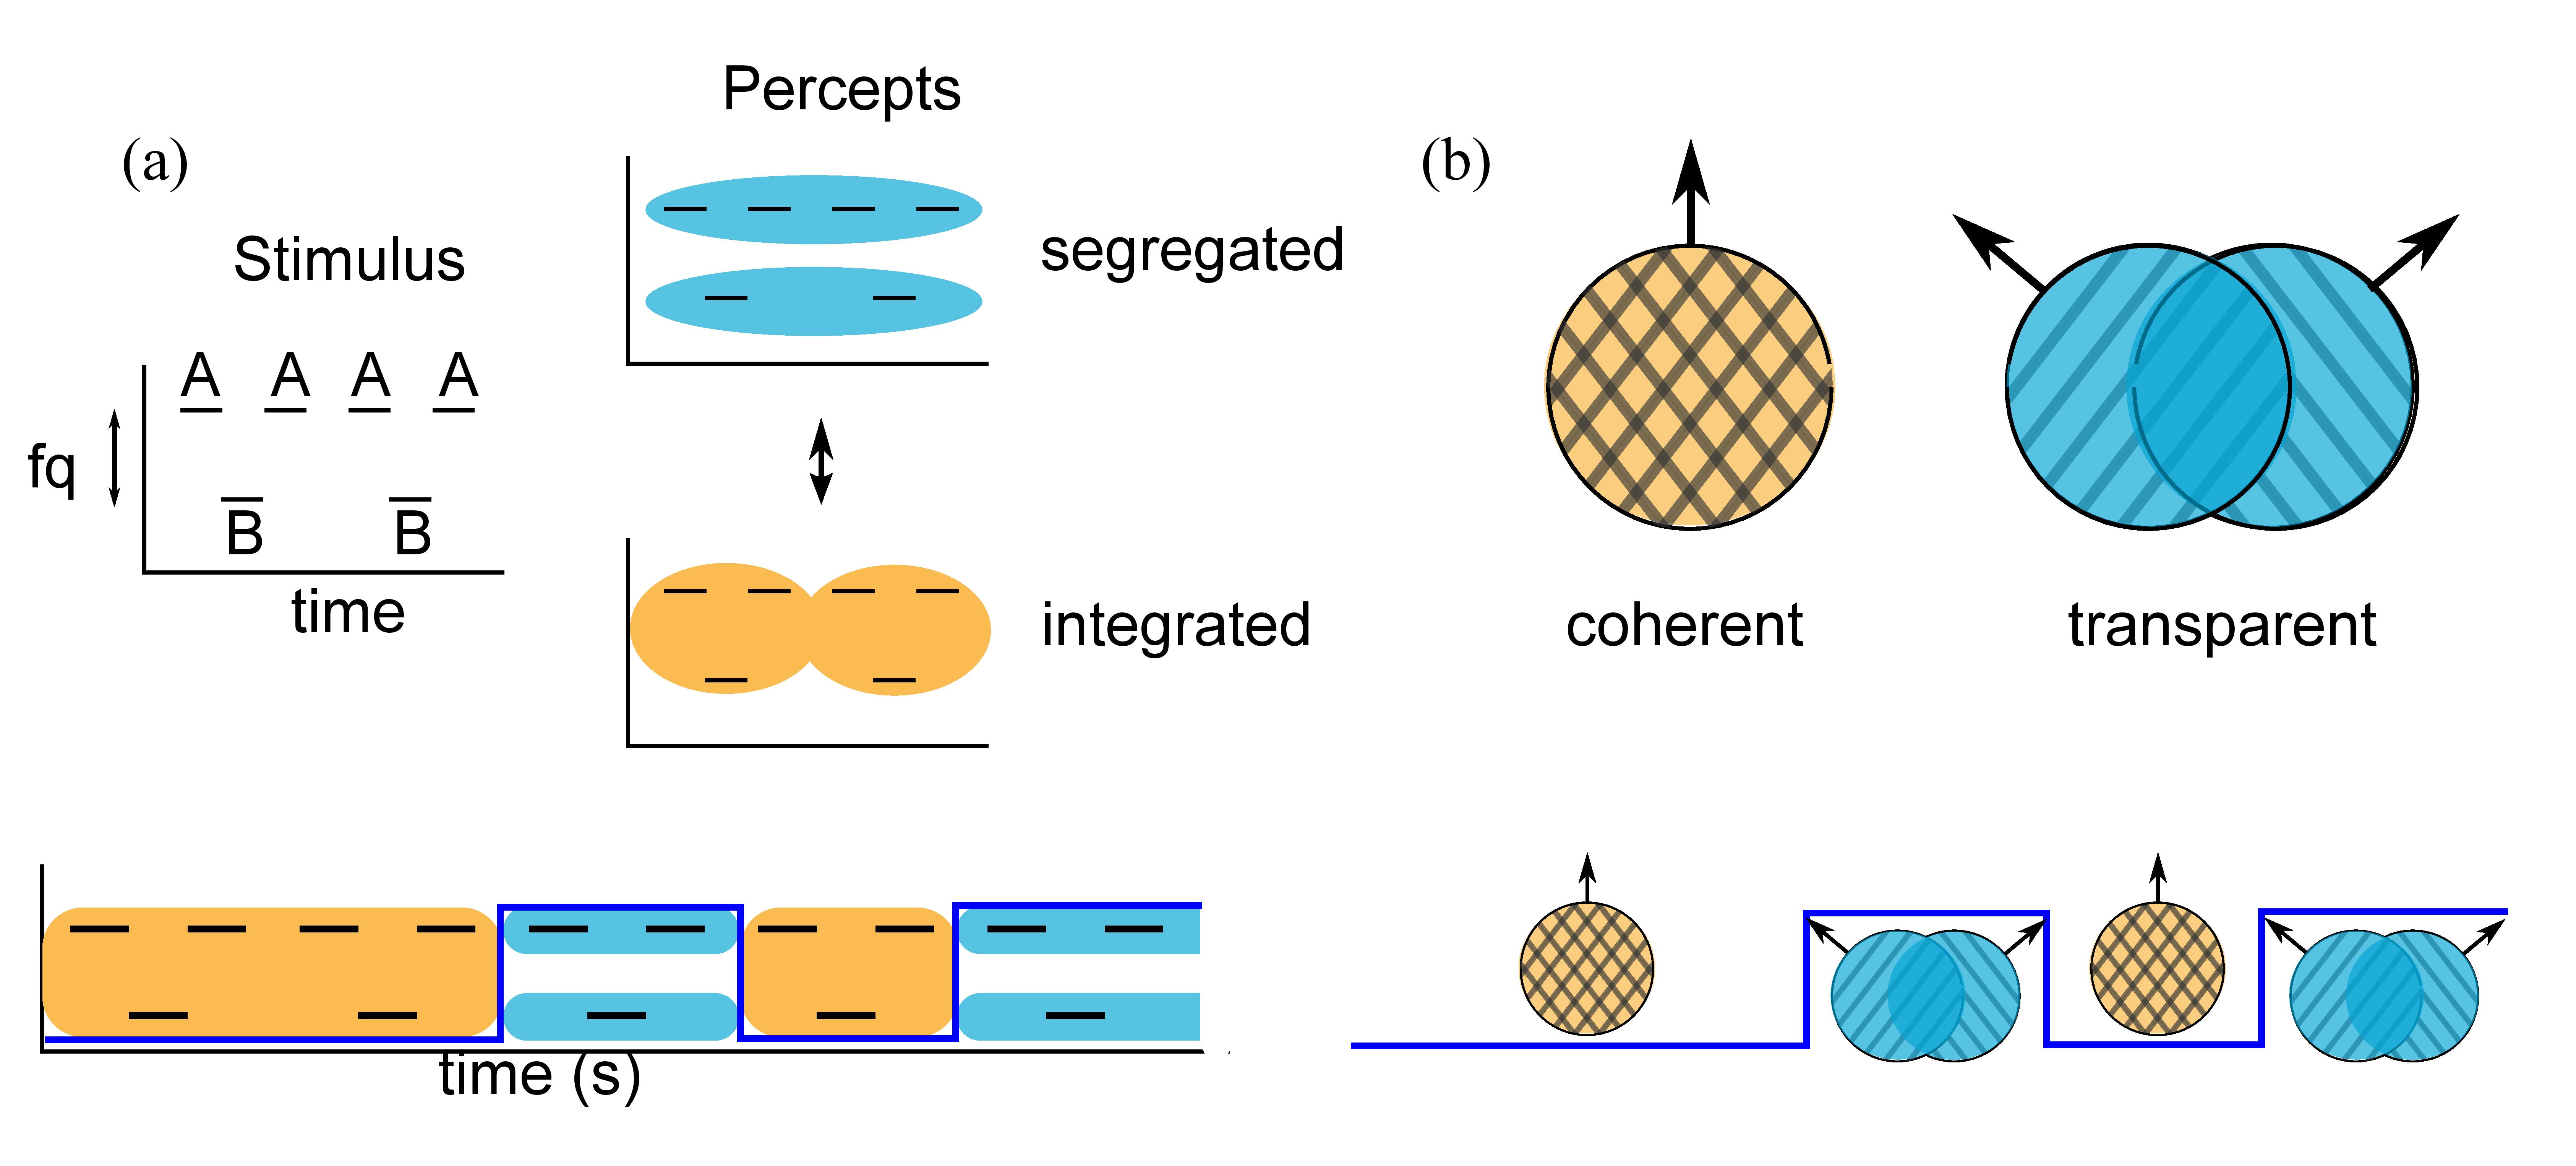 (a)
Stimulus
A A A A
fq
B B
time
Percepts
segregated
integrated
time (s)
(b)
coherent
transparent